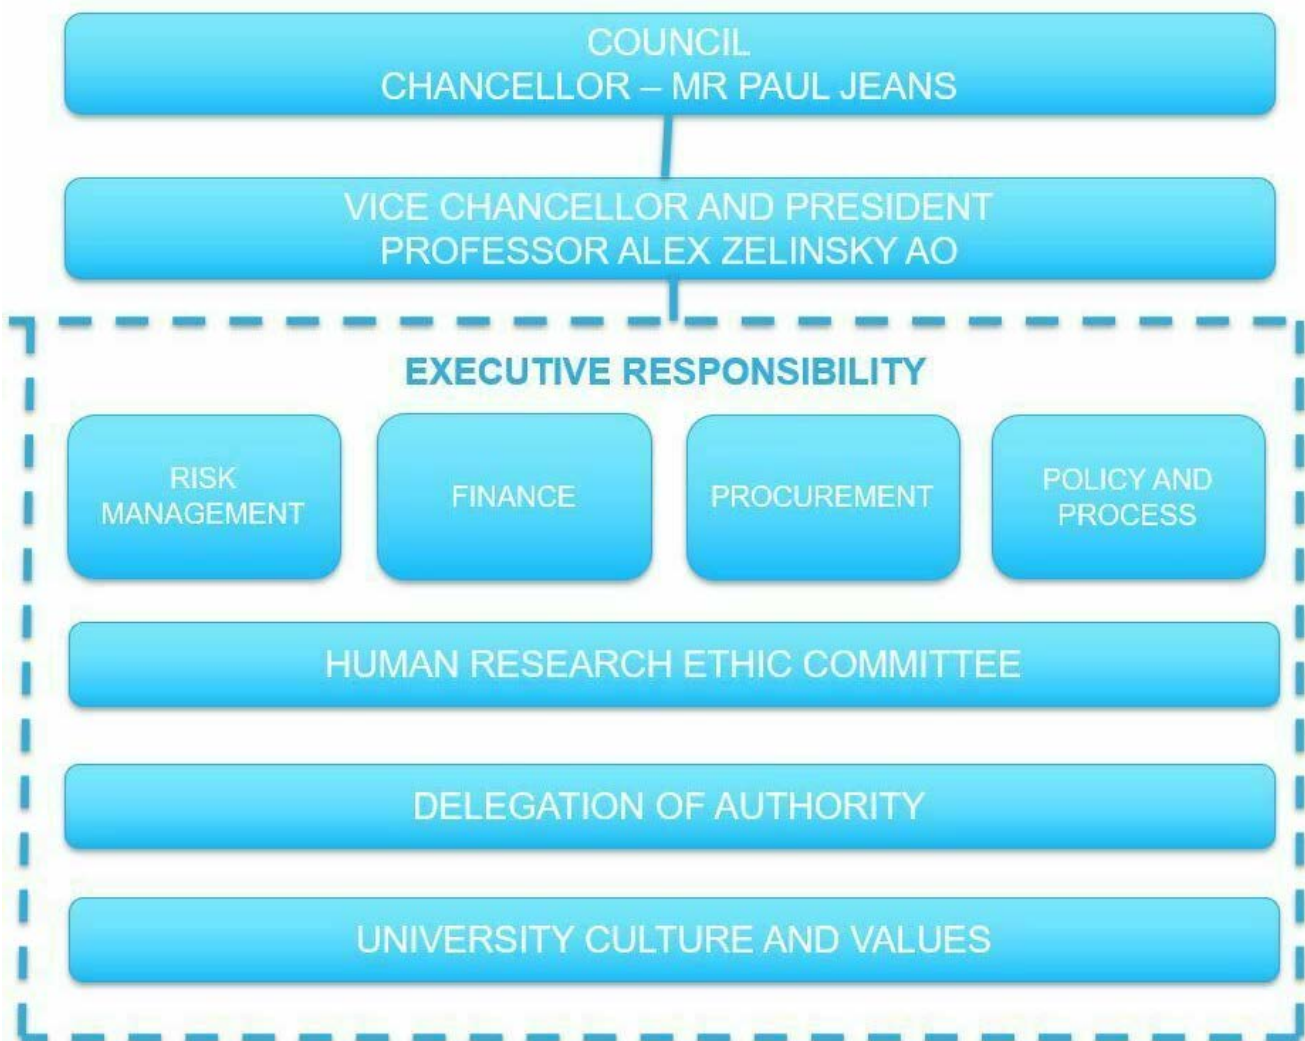 COUNCIL
CHANCELLOR – MR PAUL JEANS
VICE CHANCELLOR AND PRESIDENT
PROFESSOR ALEX ZELINSKY AO
EXECUTIVE RESPONSIBILITY
RISK
MANAGEMENT
FINANCE
PROCUREMENT
POLICY AND
PROCESS
HUMAN RESEARCH ETHIC COMMITTEE
DELEGATION OF AUTHORITY
UNIVERSITY CULTURE AND VALUES